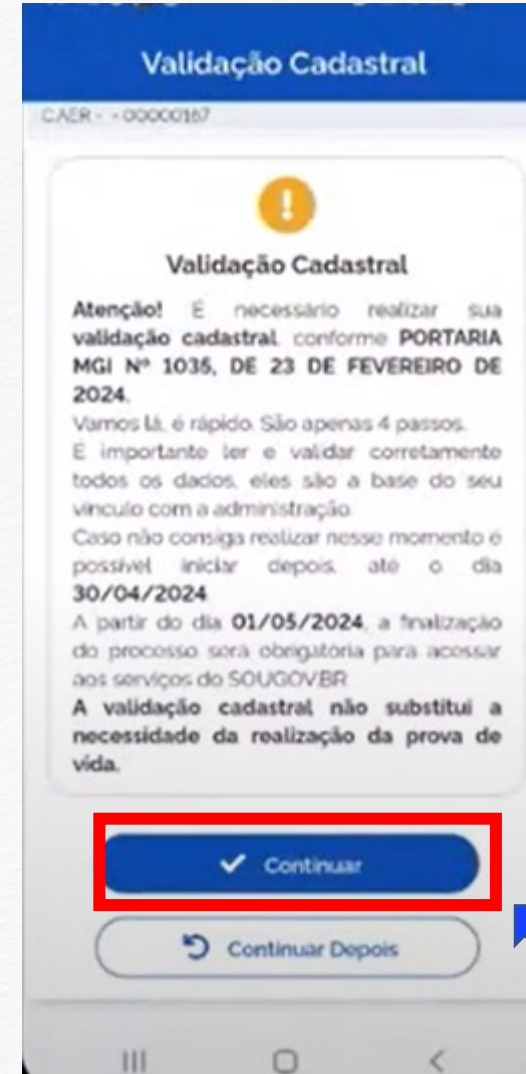 Validação Cadastral
CAER - - 00000167
Validação Cadastral
Atenção! É necessário realizar sua
validação cadastral, conforme PORTARIA
MGI Nº 1035, DE 23 DE FEVEREIRO DE
2024.
Vamos lá, é rápido. São apenas 4 passos.
É importante ler e validar corretamente
todos os dados, eles são a base do seu
vínculo com a administração.
Caso não consiga realizar nesse momento é
possível iniciar depois, até o dia
30/04/2024.
A partir do dia 01/05/2024, a finalização
do processo será obrigatória para acessar
aos serviços do SOUGOV.BR
A validação cadastral não substitui a
necessidade da realização da prova de
vida.
Continuar
Continuar Depois